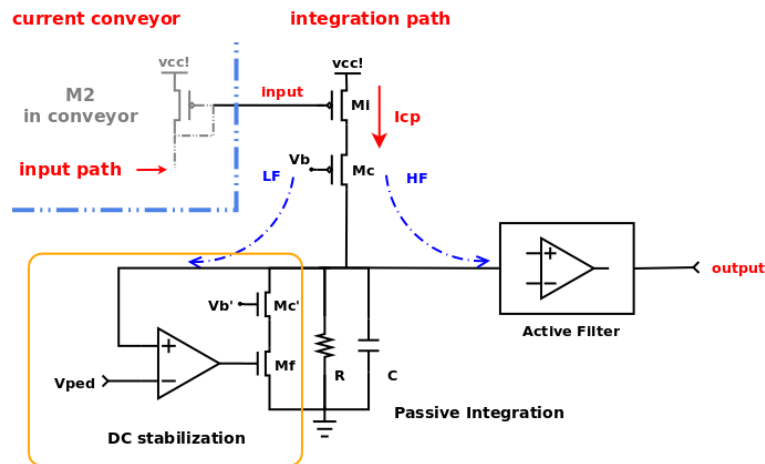 current conveyor
integration path
vcc!
vcc!
M2
in conveyor
input
Mi
Icp
input path
Vb
Mc
LF
HF
output
Vb'
Mc'
+
−
Active Filter
+
−
Mf
Vped
R
C
Passive Integration
DC stabilization